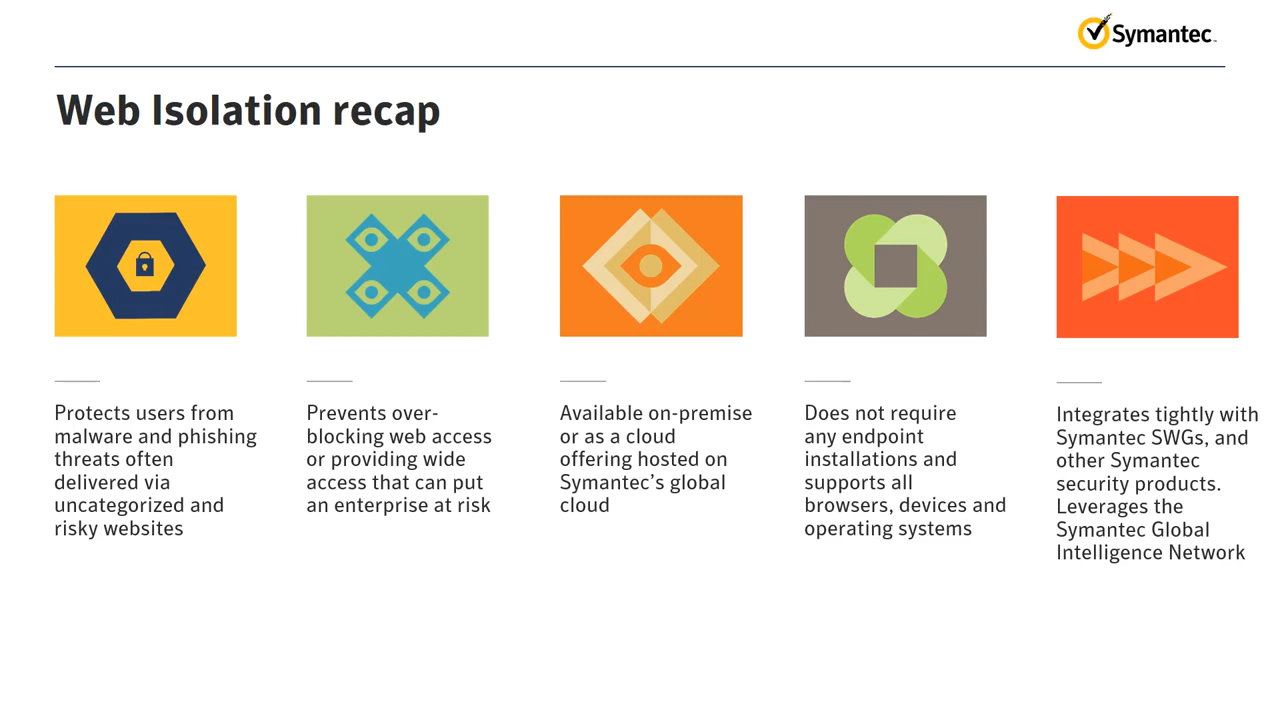 Symantec™
Web Isolation recap
Protects users from
malware and phishing
threats often
delivered via
uncategorized and
risky websites
Prevents over-
blocking web access
or providing wide
access that can put
an enterprise at risk
Available on-premise
or as a cloud
offering hosted on
Symantec's global
cloud
Does not require
any endpoint
installations and
supports all
browsers, devices and
operating systems
Integrates tightly with
Symantec SWGs, and
other Symantec
security products.
Leverages the
Symantec Global
Intelligence Network